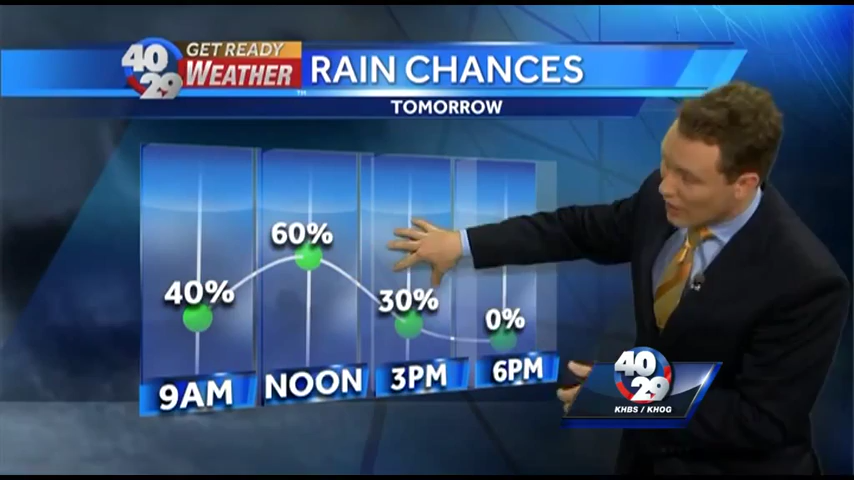 40
29
GET READY
WEATHER
™
RAIN CHANCES
TOMORROW
40%
60%
30%
0%
9AM
NOON
3PM
6PM
40
29
KHBS / KHOG